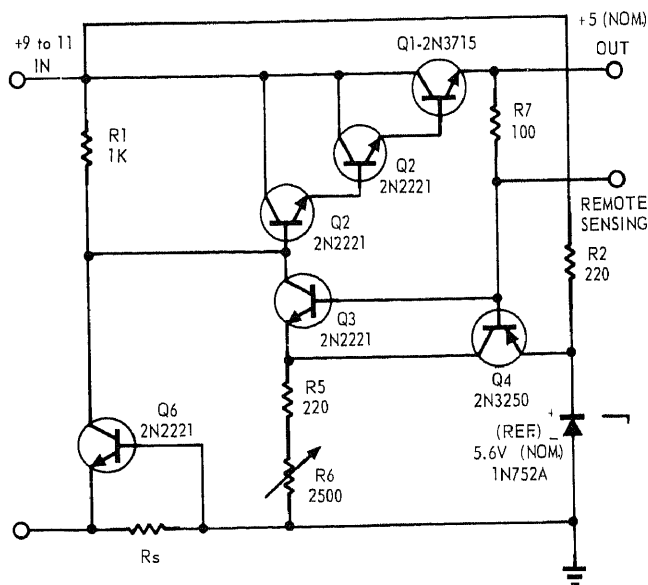 +9 to 11
IN
Q1-2N3715
+5 (NOM)
OUT
R1
1K
R7
100
Q2
2N2221
REMOTE
SENSING
Q2
2N2221
R2
220
Q3
2N2221
Q4
2N3250
R5
220
Q6
2N2221
+
(REF.) -
5.6V (NOM)
1N752A
R6
2500
Rs